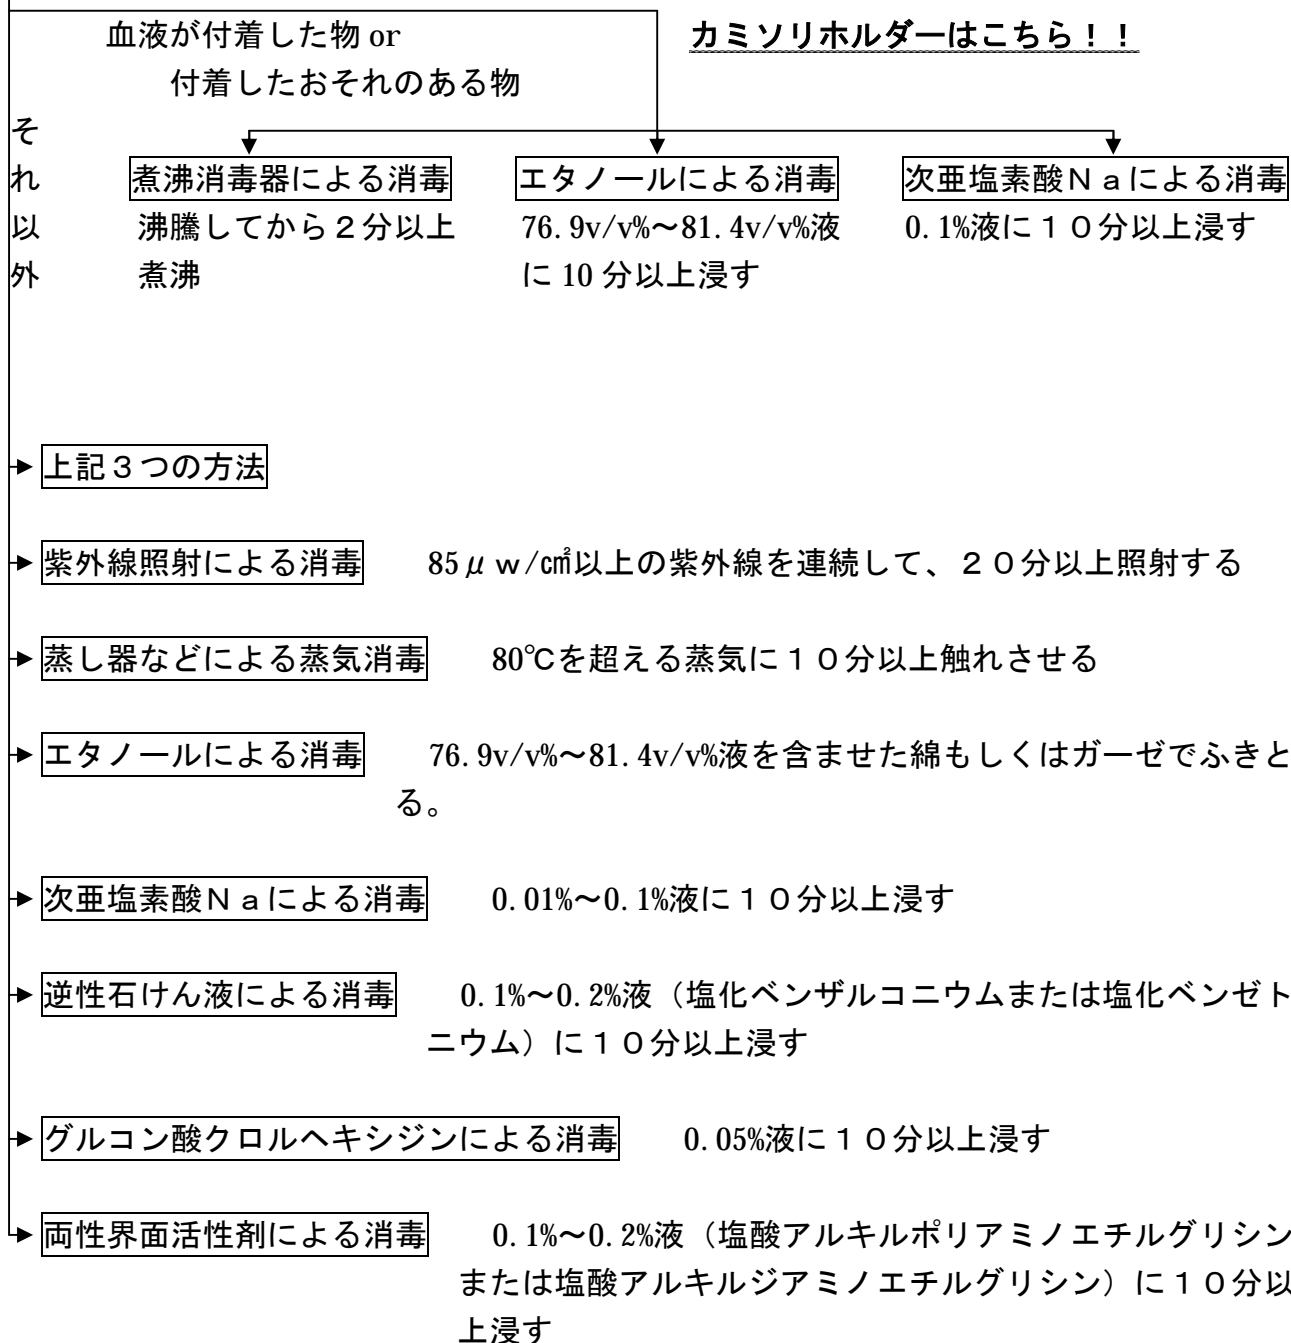 血液が付着した物 or
カミソリホルダーはこちら！！
付着したおそれのある物
それ以外
煮沸消毒器による消毒
エタノールによる消毒
次亜塩素酸Ｎａによる消毒
沸騰してから２分以上
煮沸
76.9v/v%～81.4v/v%液
に 10 分以上浸す
0.1%液に１０分以上浸す
上記３つの方法
紫外線照射による消毒　85μｗ/㎠以上の紫外線を連続して、２０分以上照射する
蒸し器などによる蒸気消毒　80℃を超える蒸気に１０分以上触れさせる
エタノールによる消毒　76.9v/v%～81.4v/v%液を含ませた綿もしくはガーゼでふきと
る。
次亜塩素酸Ｎａによる消毒　0.01%～0.1%液に１０分以上浸す
逆性石けん液による消毒　0.1%～0.2%液（塩化ベンザルコニウムまたは塩化ベンゼト
ニウム）に１０分以上浸す
グルコン酸クロルヘキシジンによる消毒　0.05%液に１０分以上浸す
両性界面活性剤による消毒　0.1%～0.2%液（塩酸アルキルポリアミノエチルグリシン
または塩酸アルキルジアミノエチルグリシン）に１０分以
上浸す